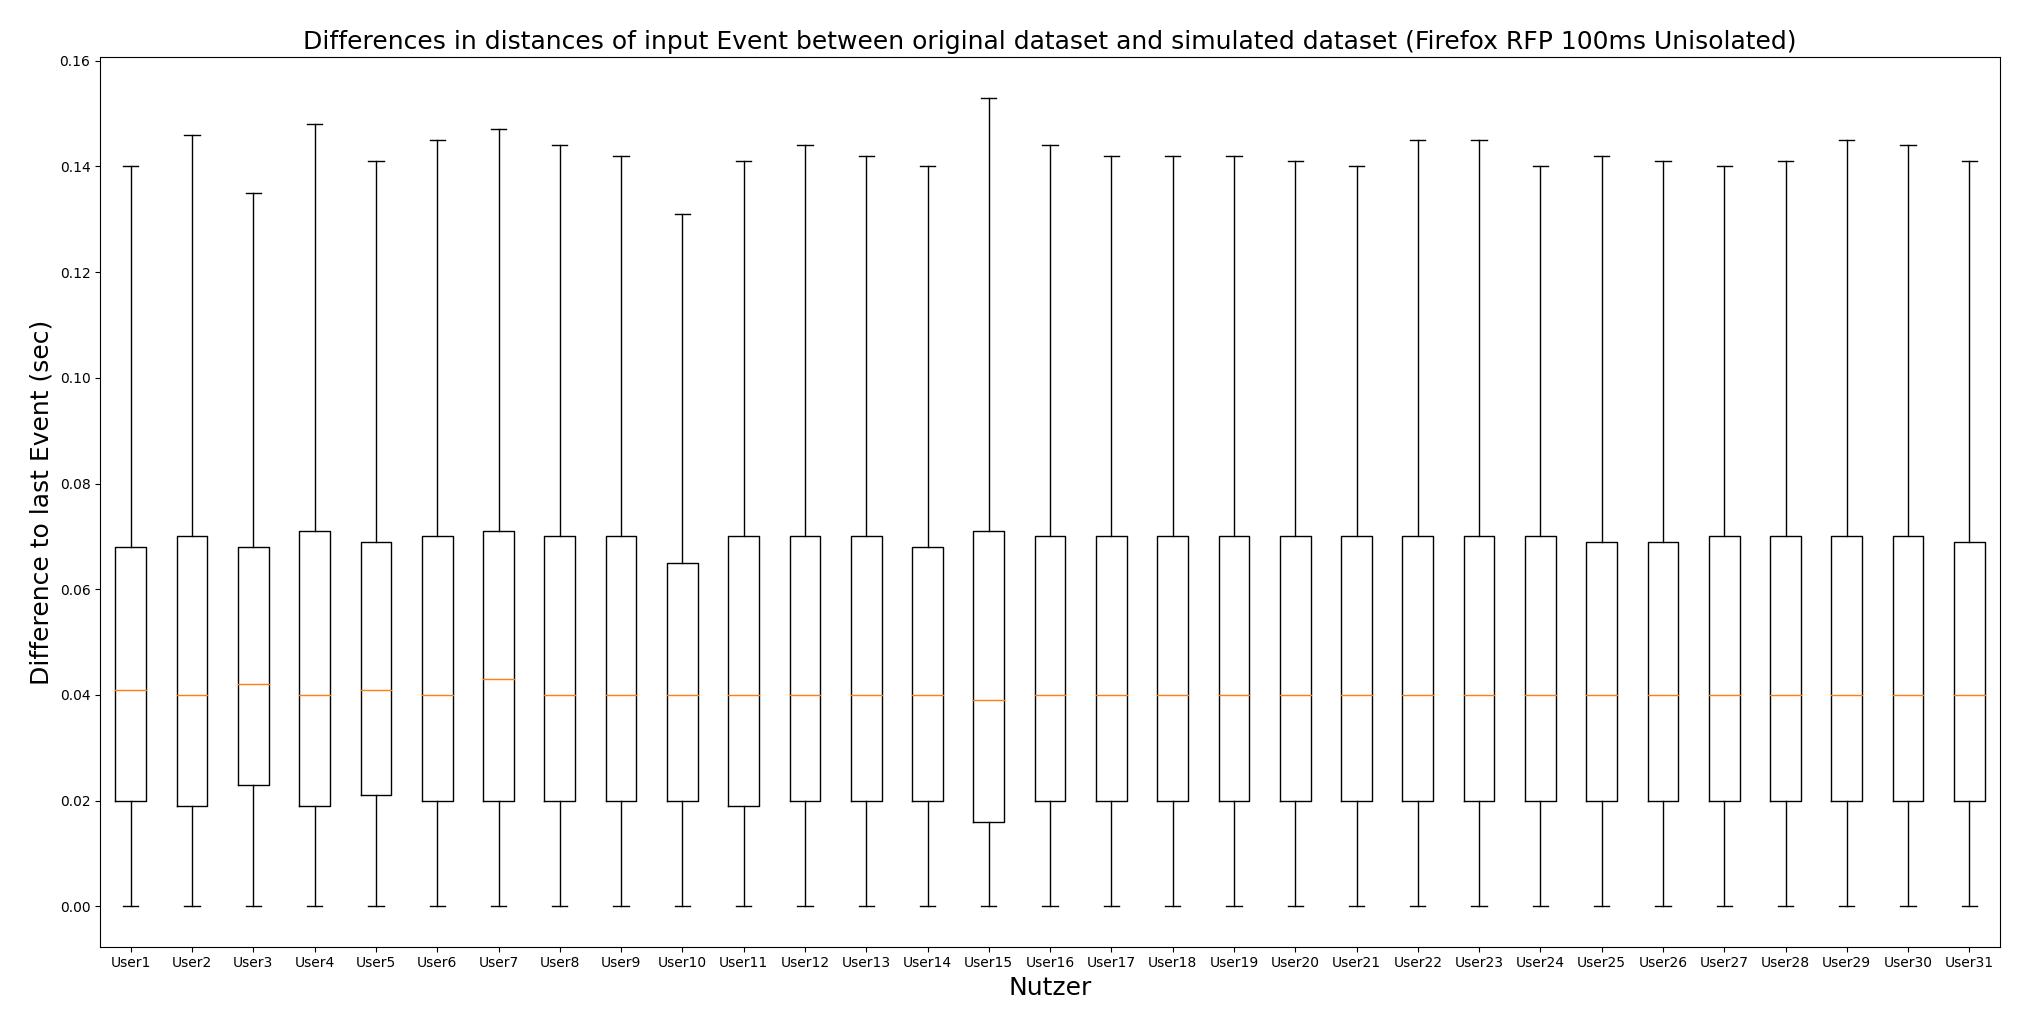 Differences in distances of input Event between original dataset and simulated dataset (Firefox RFP 100ms Unisolated)
0.16
0.14
0.12
0.10
0.08
0.06
0.04
0.02
0.00
Difference to last Event (sec)
User1 User2 User3 User4 User5 User6 User7 User8 User9 User10 User11 User12 User13 User14 User15 User16 User17 User18 User19 User20 User21 User22 User23 User24 User25 User26 User27 User28 User29 User30 User31
Nutzer